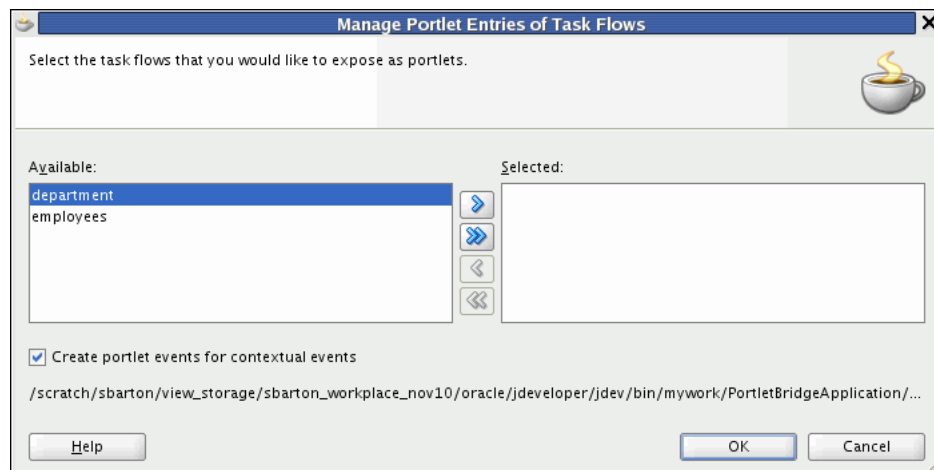 Manage Portlet Entries of Task Flows
Select the task flows that you would like to expose as portlets.
Available:
Selected:
department
employees
Create portlet events for contextual events
/scratch/sbarton/view_storage/sbarton_workplace_nov10/oracle/jdeveloper/jdev/bin/mywork/PortletBridgeApplication/...
Help
OK
Cancel